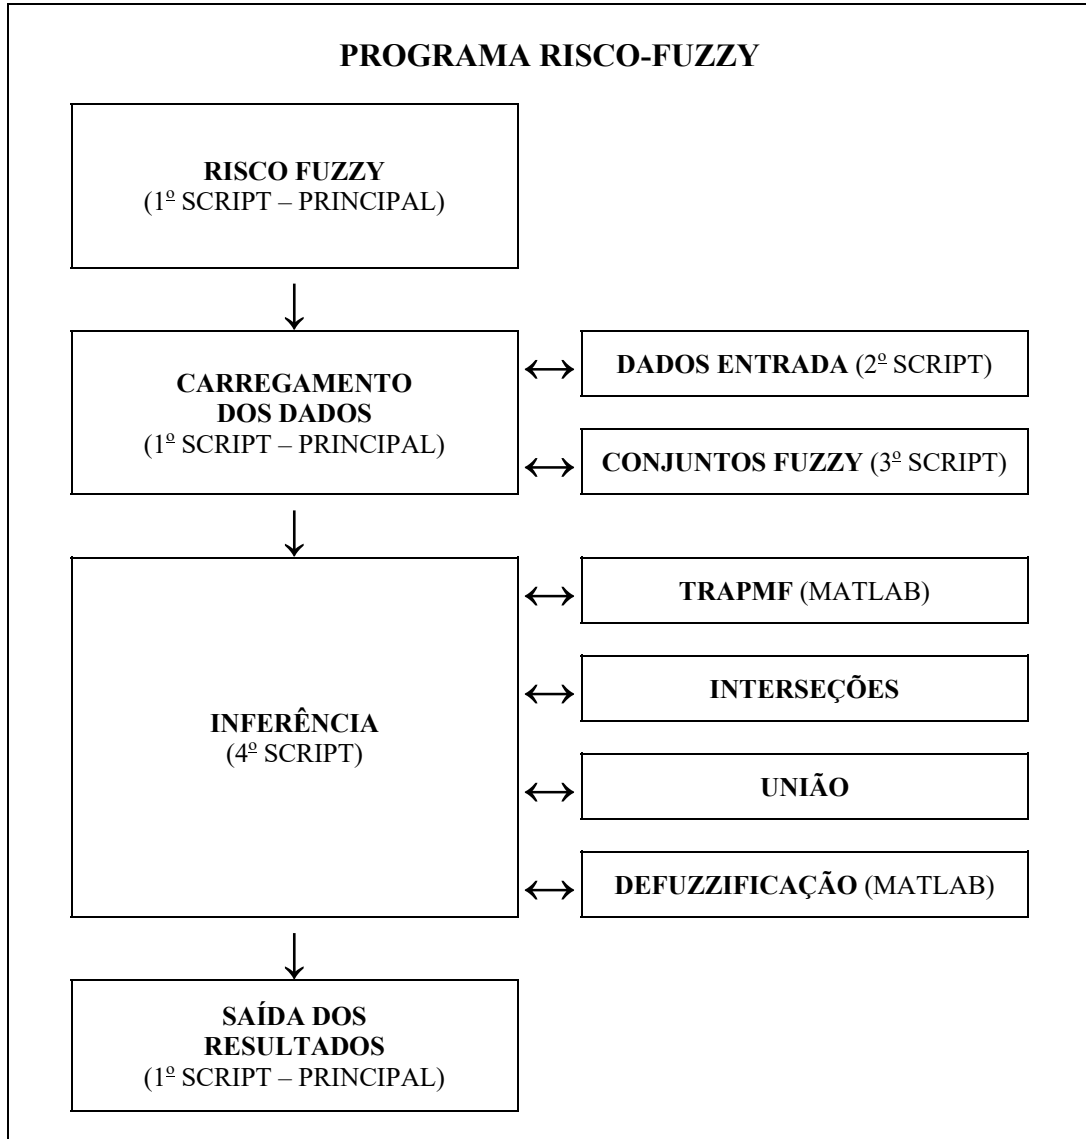 PROGRAMA RISCO-FUZZY
RISCO FUZZY
(1º SCRIPT – PRINCIPAL)
CARREGAMENTO
DOS DADOS
(1º SCRIPT – PRINCIPAL)
DADOS ENTRADA (2º SCRIPT)
CONJUNTOS FUZZY (3º SCRIPT)
INFERÊNCIA
(4º SCRIPT)
TRAPMF (MATLAB)
INTERSEÇÕES
UNIÃO
DEFUZZIFICAÇÃO (MATLAB)
SAÍDA DOS
RESULTADOS
(1º SCRIPT – PRINCIPAL)